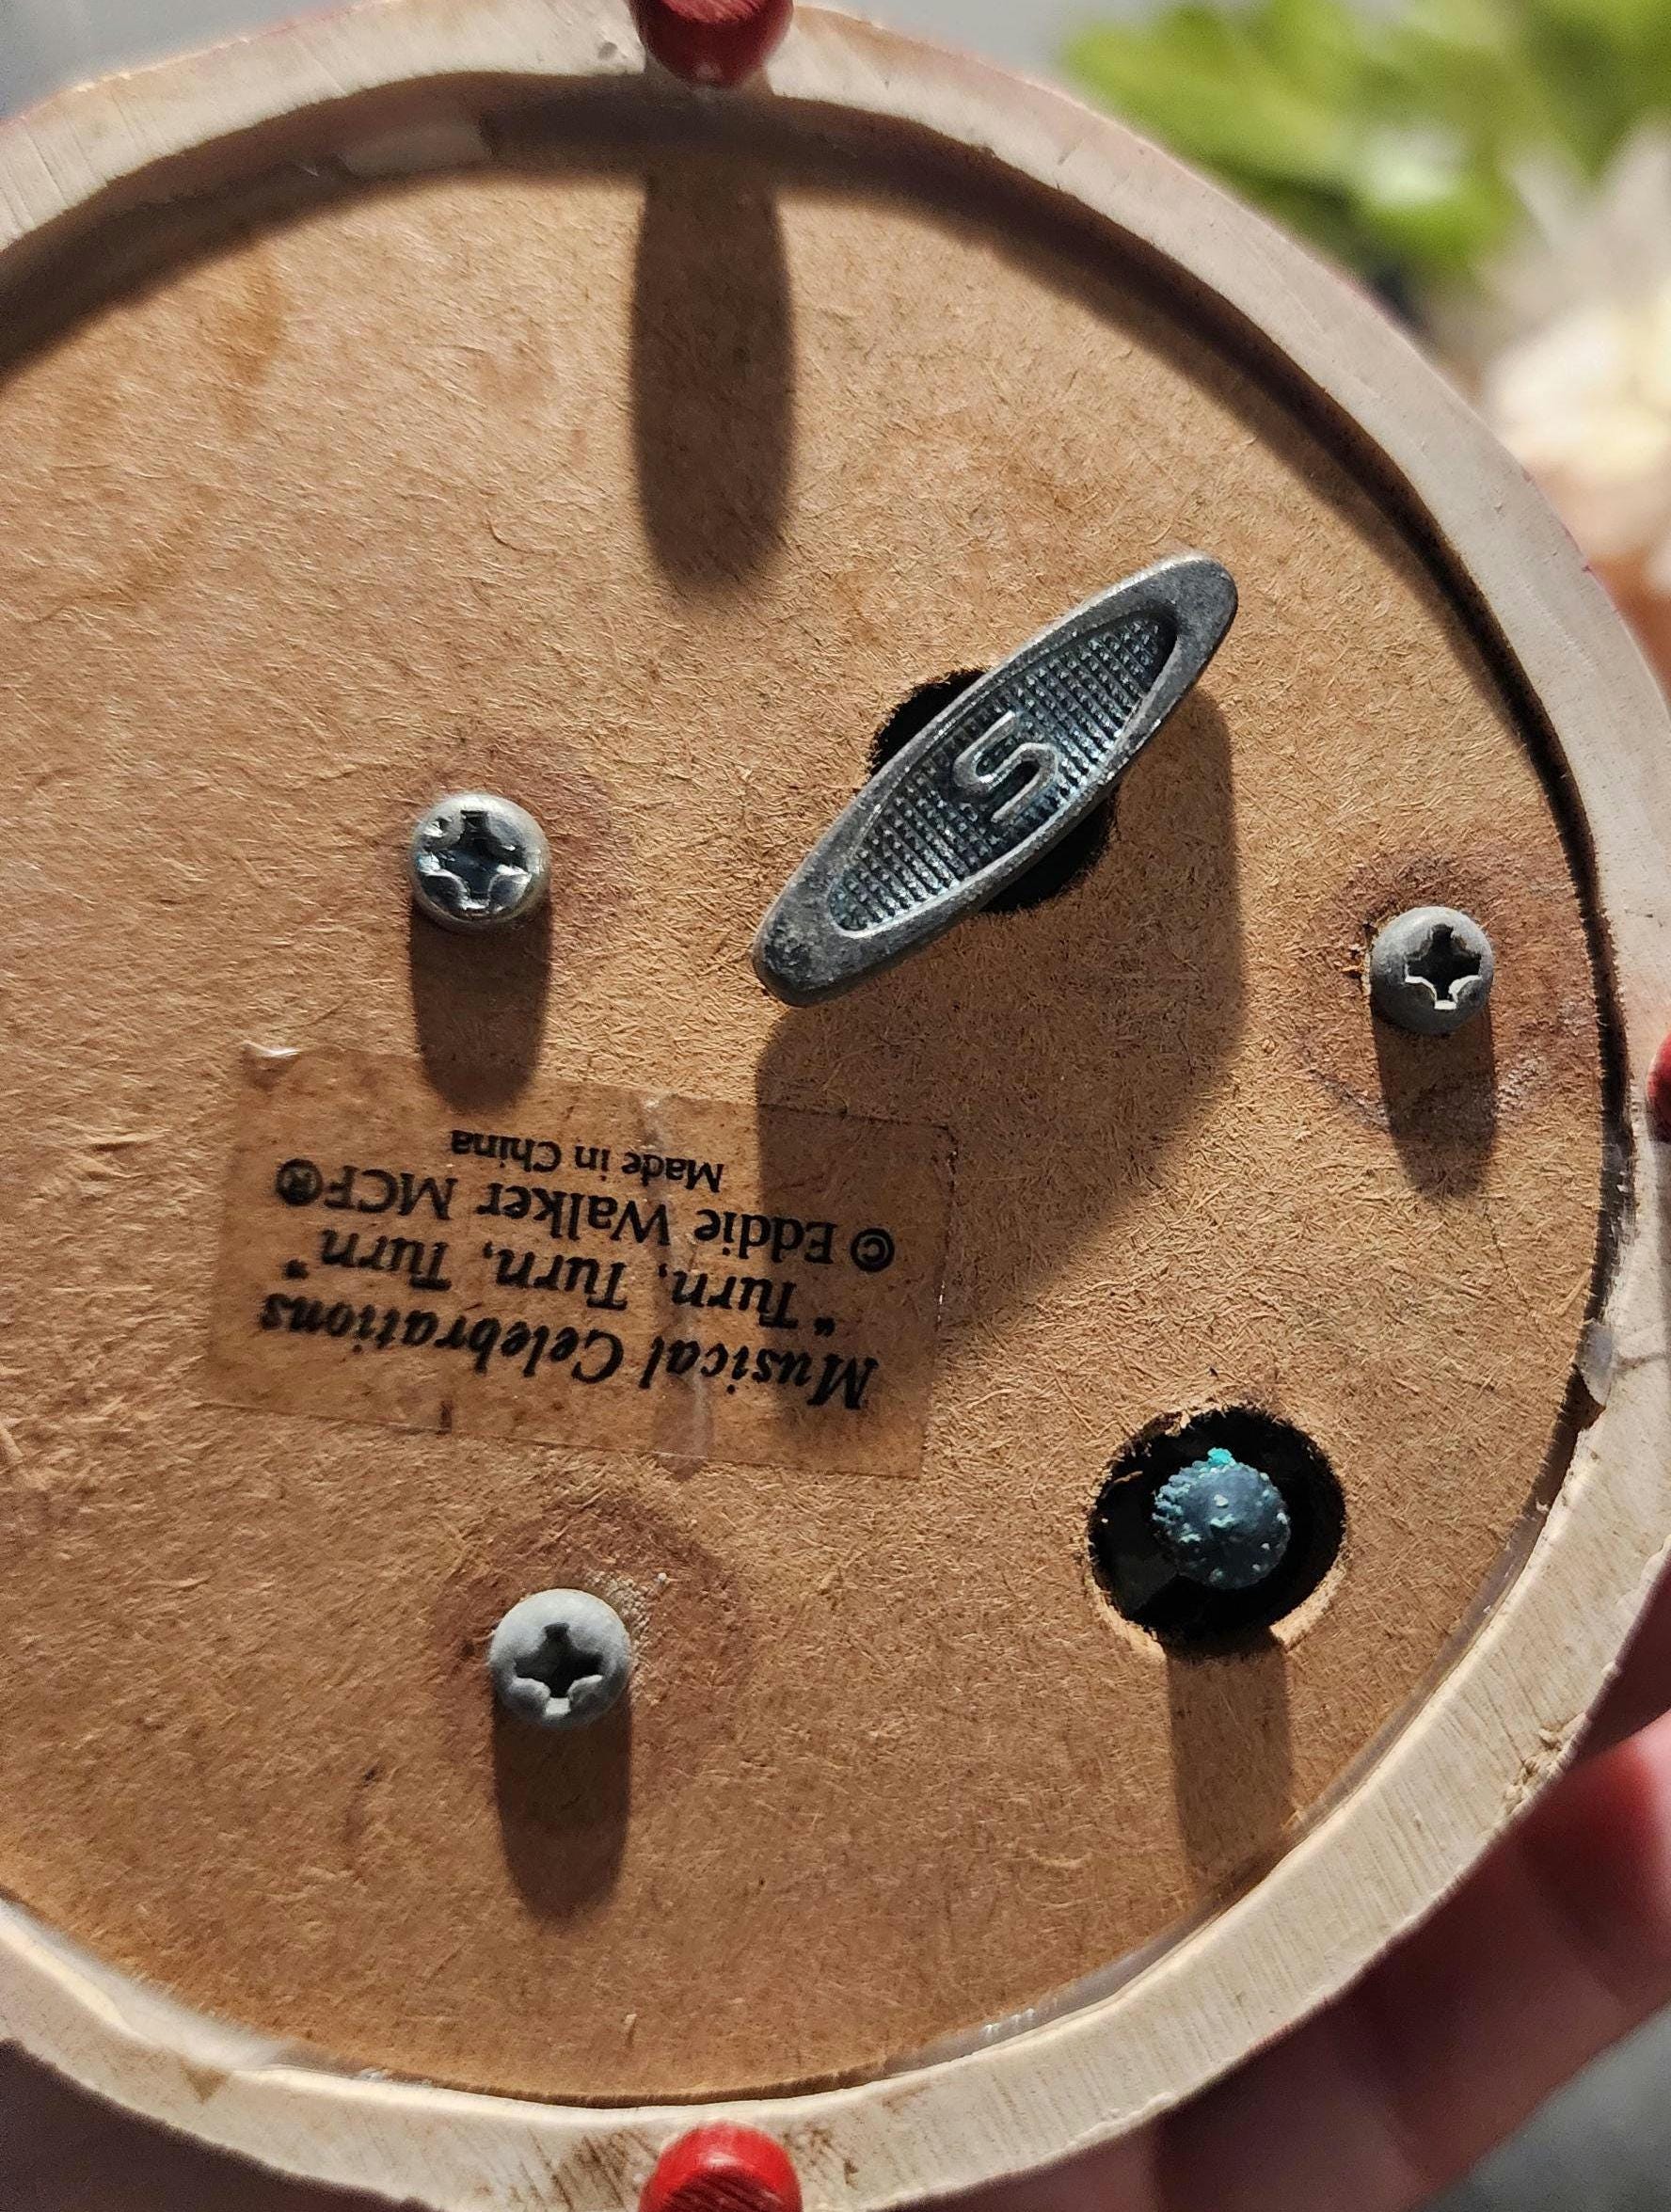 Musical Celebrations
"Turn, Turn, Turn"
© Eddie Walker MCF®
Made in China
S